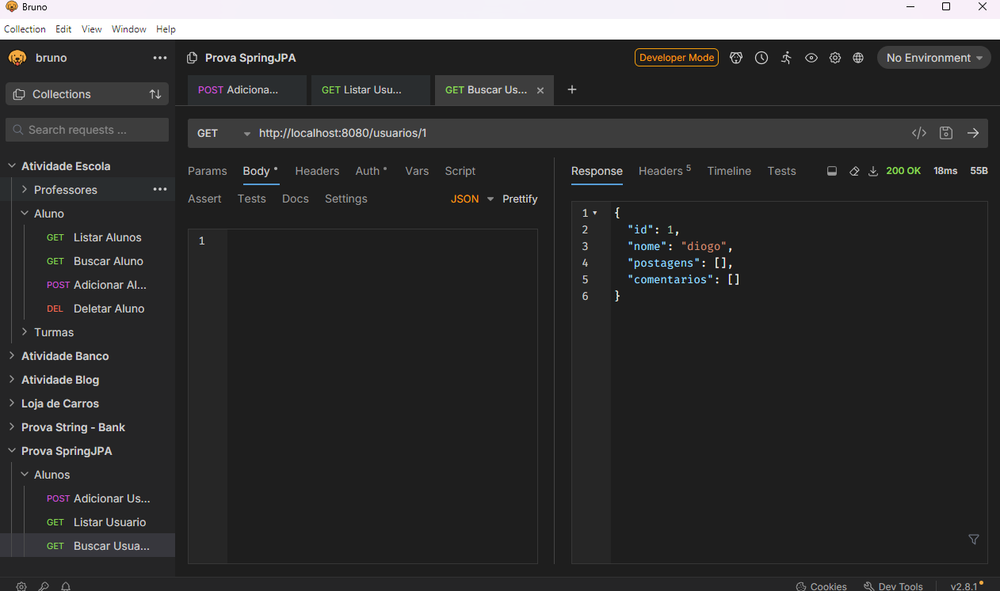 Bruno
Collection Edit View Window Help
bruno
Collections
Search requests ...
Atividade Escola
Professores
Aluno
GET Listar Alunos
GET Buscar Aluno
POST Adicionar Al...
DEL Deletar Aluno
Turmas
Atividade Banco
Atividade Blog
Loja de Carros
Prova String - Bank
Prova SpringJPA
Alunos
POST Adicionar Us...
GET Listar Usuario
GET Buscar Usua...
Prova SpringJPA
Developer Mode
No Environment
POST Adiciona...
GET Listar Usu...
GET Buscar Us...
GET http://localhost:8080/usuarios/1
Params Body Headers Auth Vars Script
Assert Tests Docs Settings
JSON Prettify
1
Response Headers 5 Timeline Tests 200 OK 18ms 55B
1 {
2 "id": 1,
3 "nome": "diogo",
4 "postagens": [],
5 "comentarios": []
6 }
Cookies Dev Tools v2.8.1